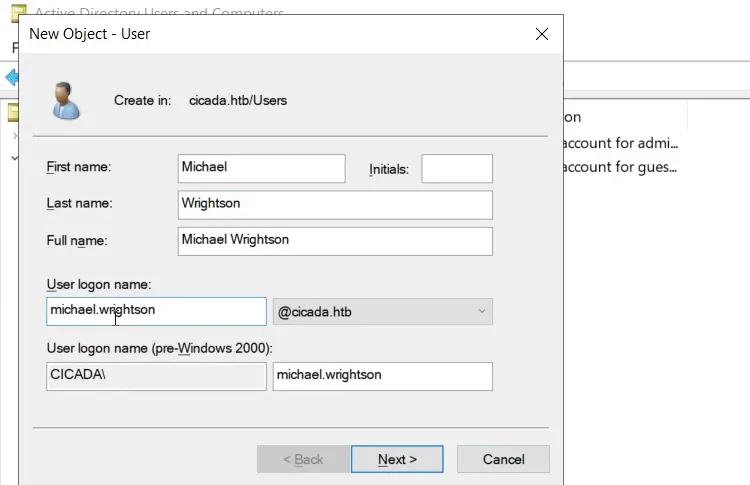 Active Directory Users and Computers
New Object - User
F
Create in: cicada.htb/Users
on
First name: Michael Initials:
account for admi...
account for gues...
Last name: Wrightson
Full name: Michael Wrightson
User logon name:
michael.wrightson @cicada.htb
User logon name (pre-Windows 2000):
CICADA\ michael.wrightson
< Back Next > Cancel